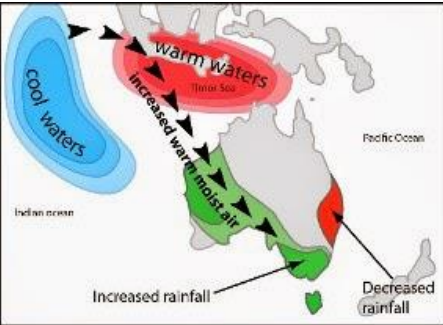 warm waters
Timor Sea
cool waters
increased warm moist air
Pacific Ocean
Indian ocean
Increased rainfall
Decreased
rainfall